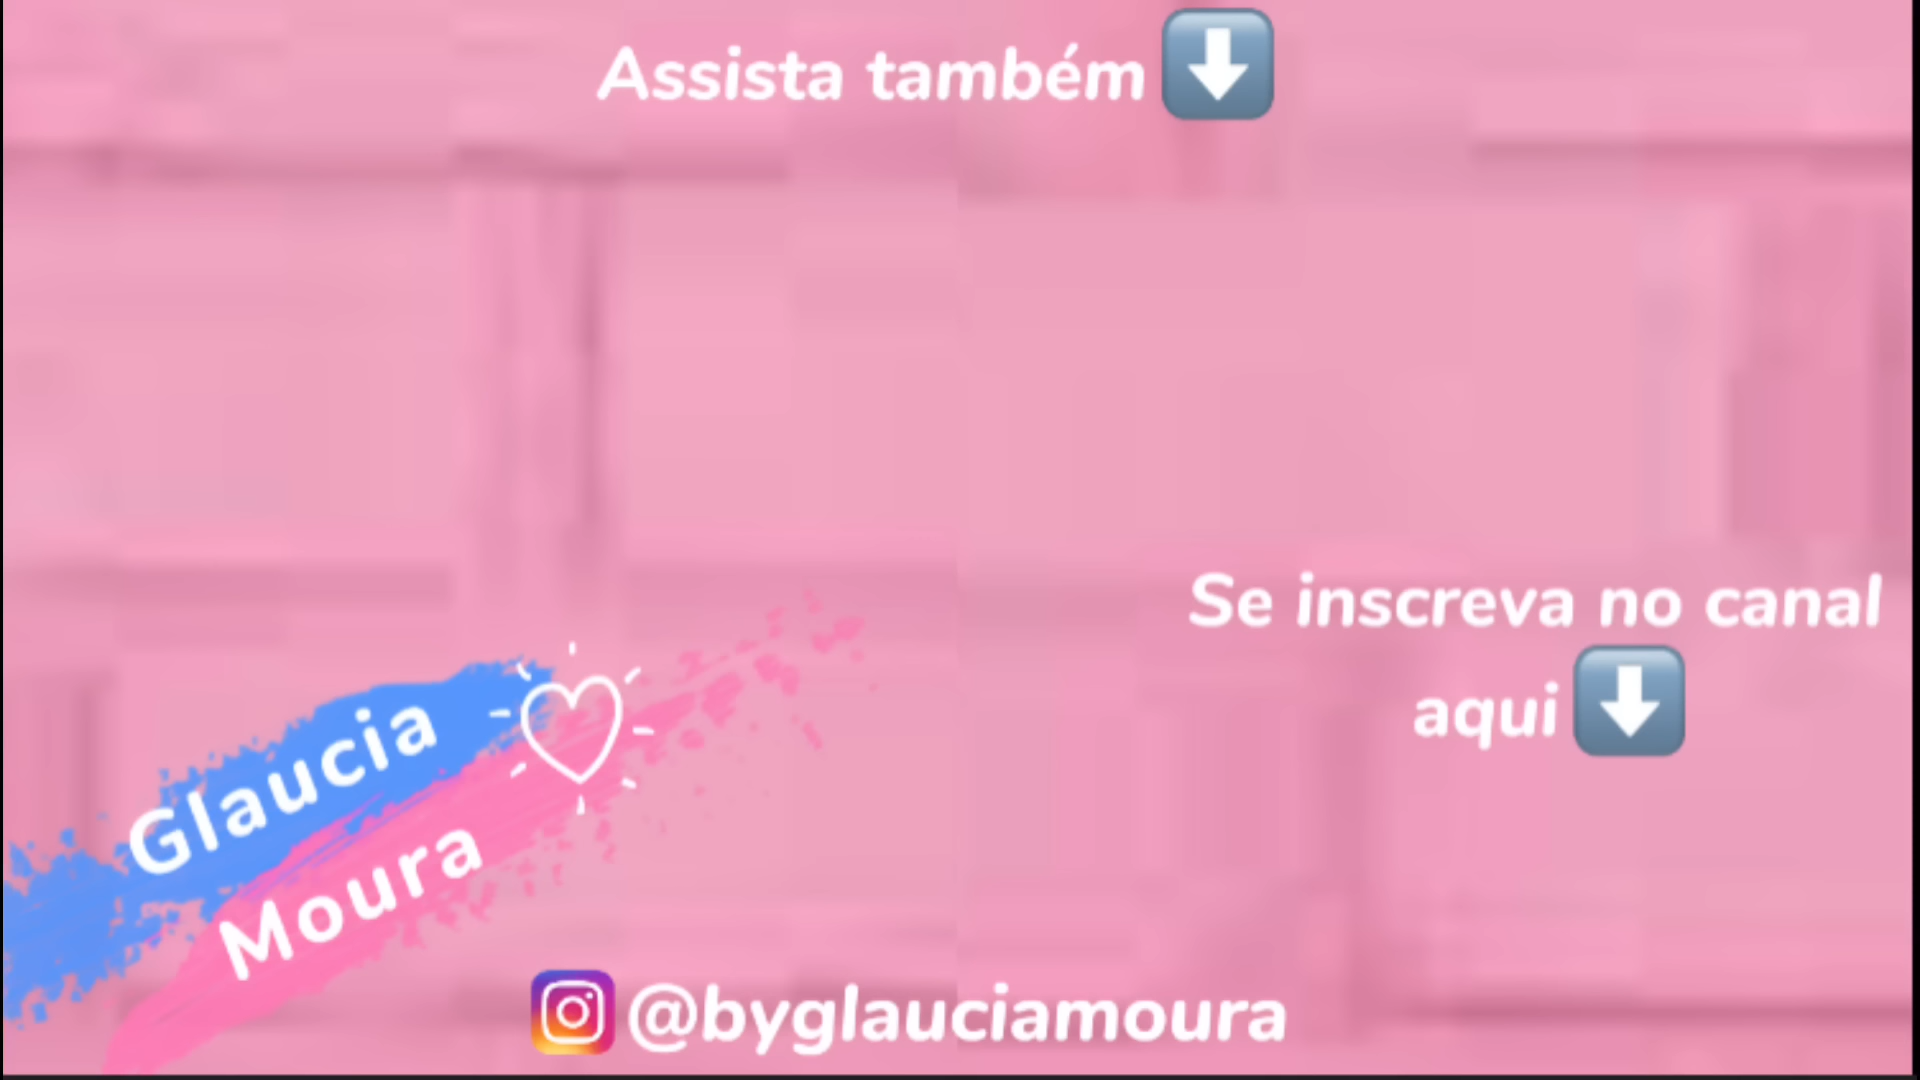 Assista também ⬇️
Se inscreva no canal
aqui ⬇️
Glaucia
Moura
@byglauciamoura